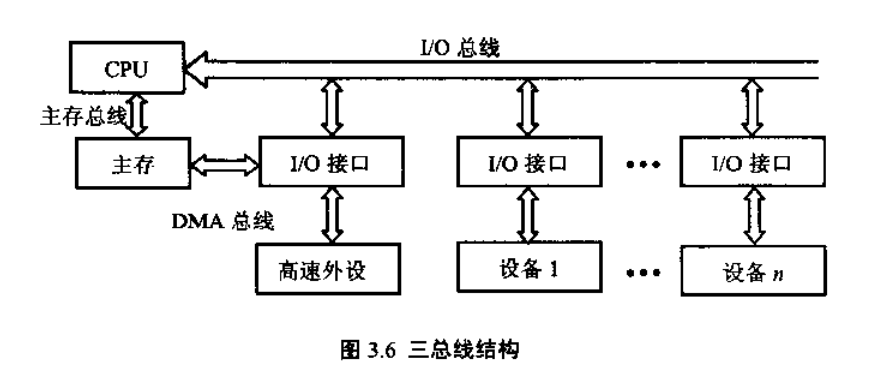 I/O 总线
CPU
主存总线
主存
I/O 接口
I/O 接口
•••
I/O 接口
DMA 总线
高速外设
设备 1
•••
设备 n
图 3.6 三总线结构